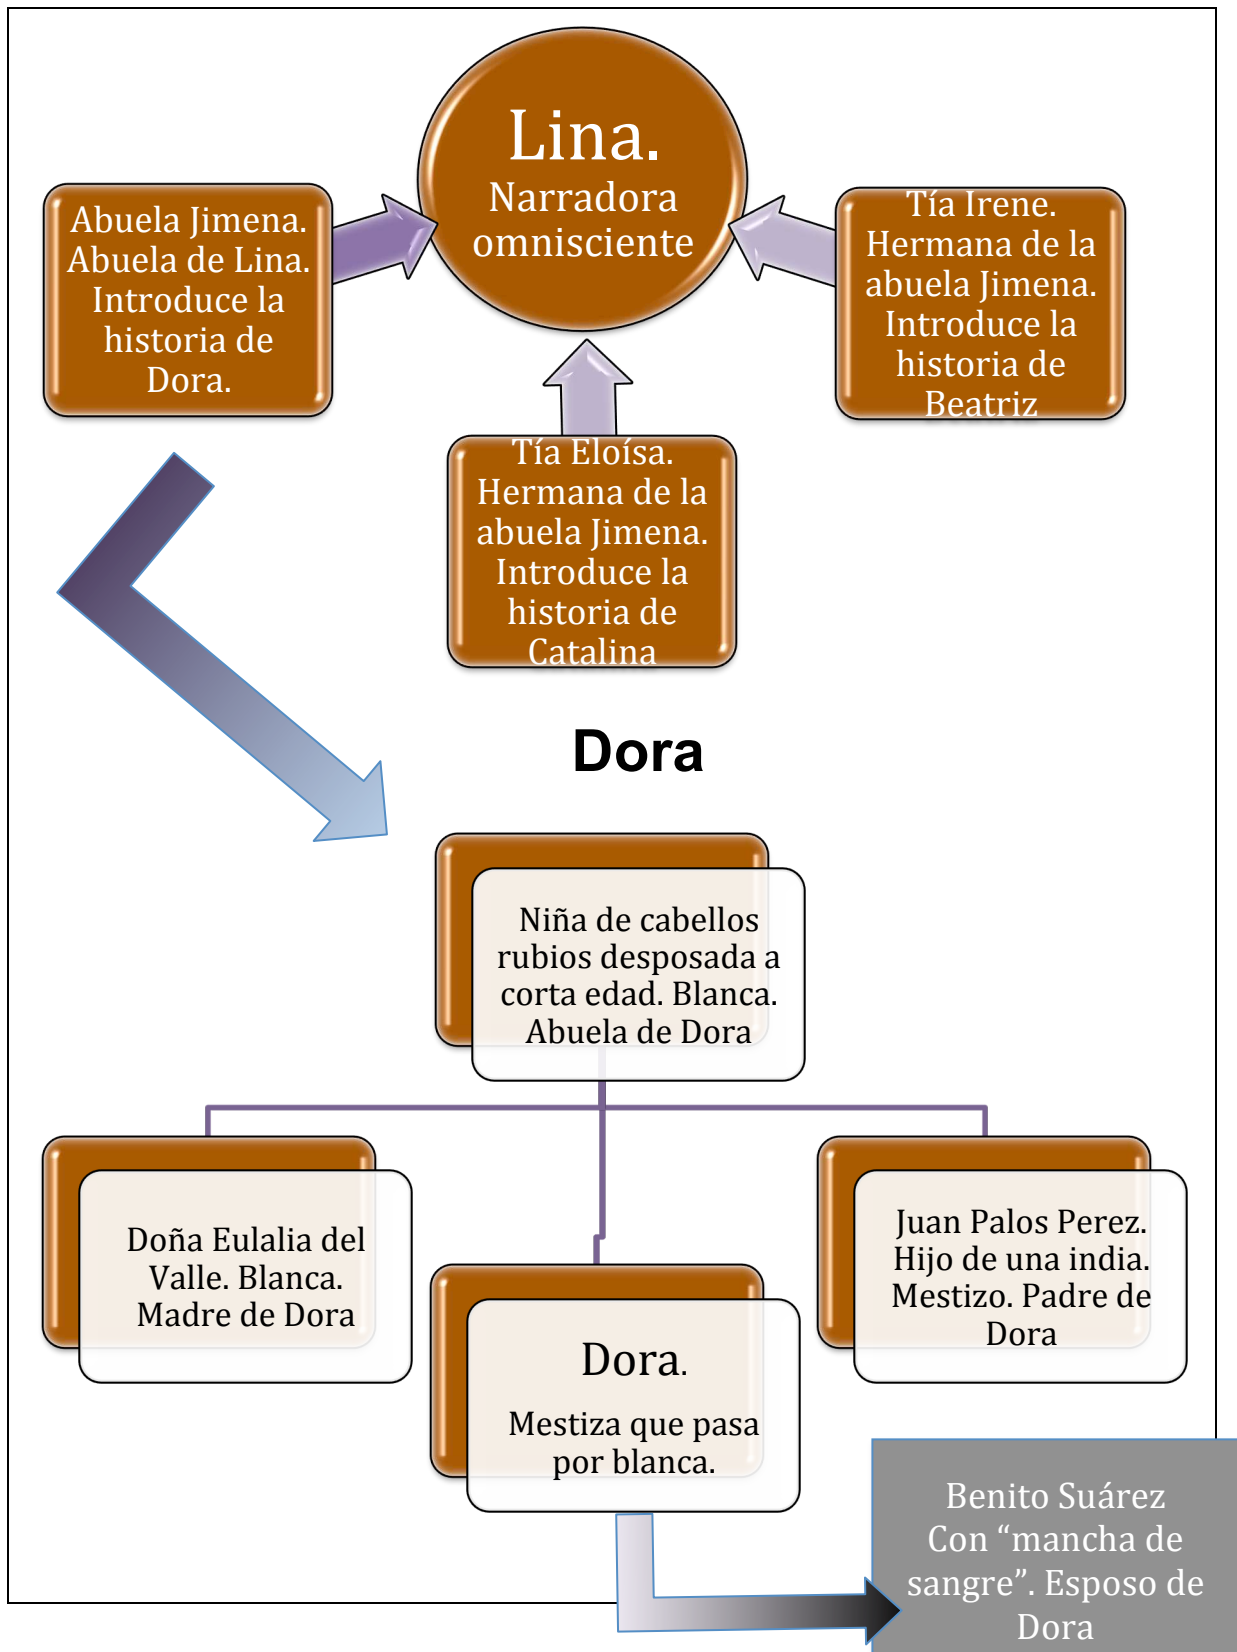 Lina.
Narradora
omnisciente
Abuela Jimena.
Abuela de Lina.
Introduce la
historia de
Dora.
Tía Irene.
Hermana de la
abuela Jimena.
Introduce la
historia de
Beatriz
Tía Eloísa.
Hermana de la
abuela Jimena.
Introduce la
historia de
Catalina
Dora
Niña de cabellos
rubios desposada a
corta edad. Blanca.
Abuela de Dora
Doña Eulalia del
Valle. Blanca.
Madre de Dora
Dora.
Mestiza que pasa
por blanca.
Juan Palos Perez.
Hijo de una india.
Mestizo. Padre de
Dora
Benito Suárez
Con “mancha de
sangre”. Esposo de
Dora